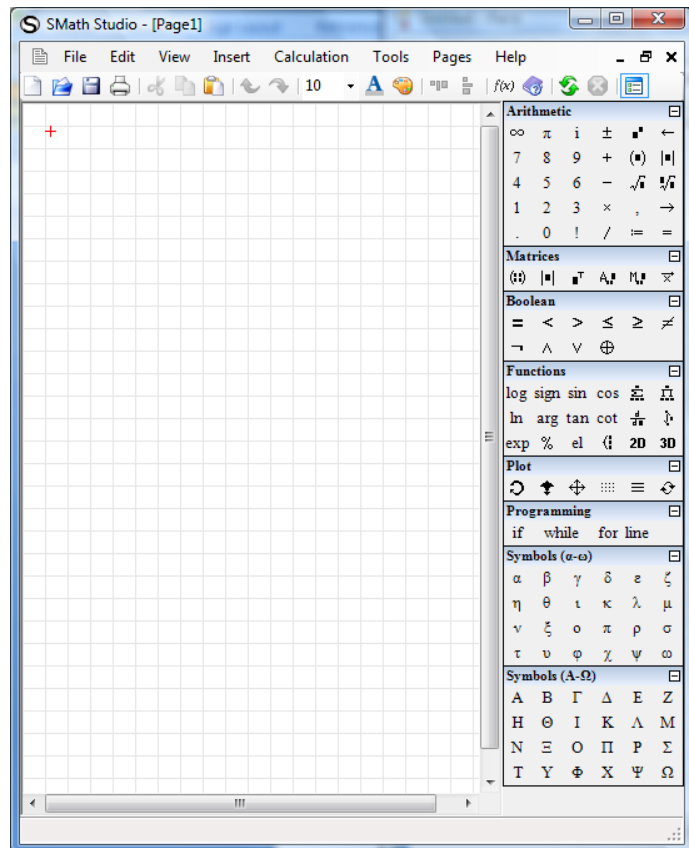 SMath Studio - [Page1]
File Edit View Insert Calculation Tools Pages Help
10 A f(x) ?
Arithmetic
∞ π i ± ←
7 8 9 + (▪) |▪|
4 5 6 − √▪ ▪√▪
1 2 3 × , →
. 0 ! / := =
Matrices
|▪| ▪ᵀ A▪ M▪
Boolean
= < > ≤ ≥ ≠
¬ ∧ ∨ ⊕
Functions
log sign sin cos Σ Π
ln arg tan cot d ∫
exp % el 2D 3D
Plot
Programming
if while for line
Symbols (α-ω)
α β γ δ ε ζ
η θ ι κ λ μ
ν ξ ο π ρ σ
τ υ φ χ ψ ω
Symbols (Α-Ω)
Α Β Γ Δ Ε Ζ
Η Θ Ι Κ Λ Μ
Ν Ξ Ο Π Ρ Σ
Τ Υ Φ Χ Ψ Ω